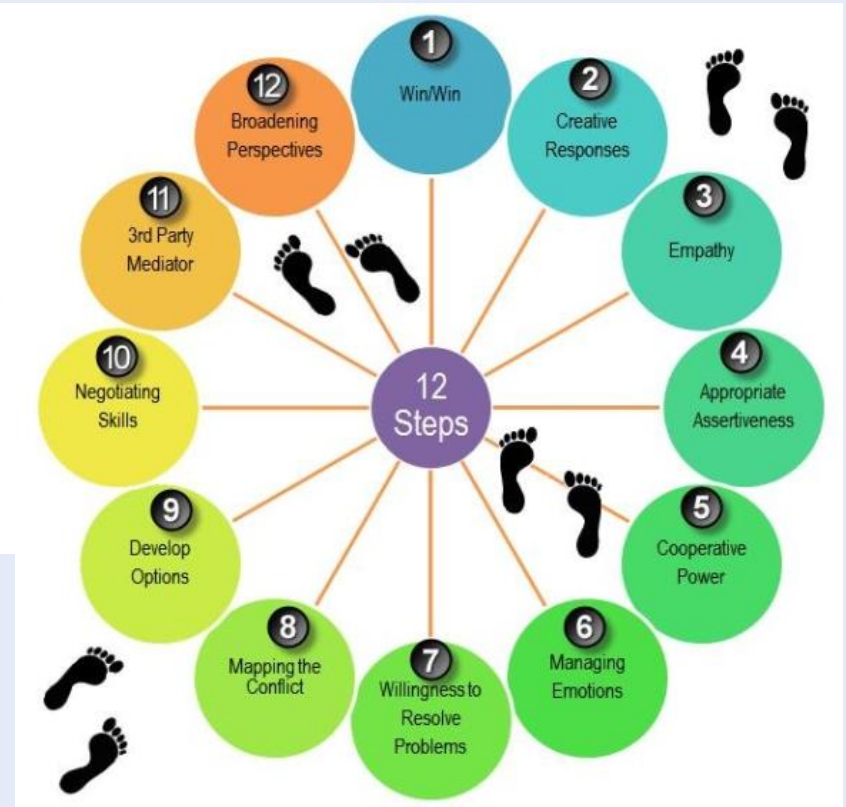 1
Win/Win
2
Creative
Responses
3
Empathy
4
Appropriate
Assertiveness
5
Cooperative
Power
6
Managing
Emotions
7
Willingness to
Resolve
Problems
8
Mapping the
Conflict
9
Develop
Options
10
Negotiating
Skills
11
3rd Party
Mediator
12
Broadening
Perspectives
12
Steps